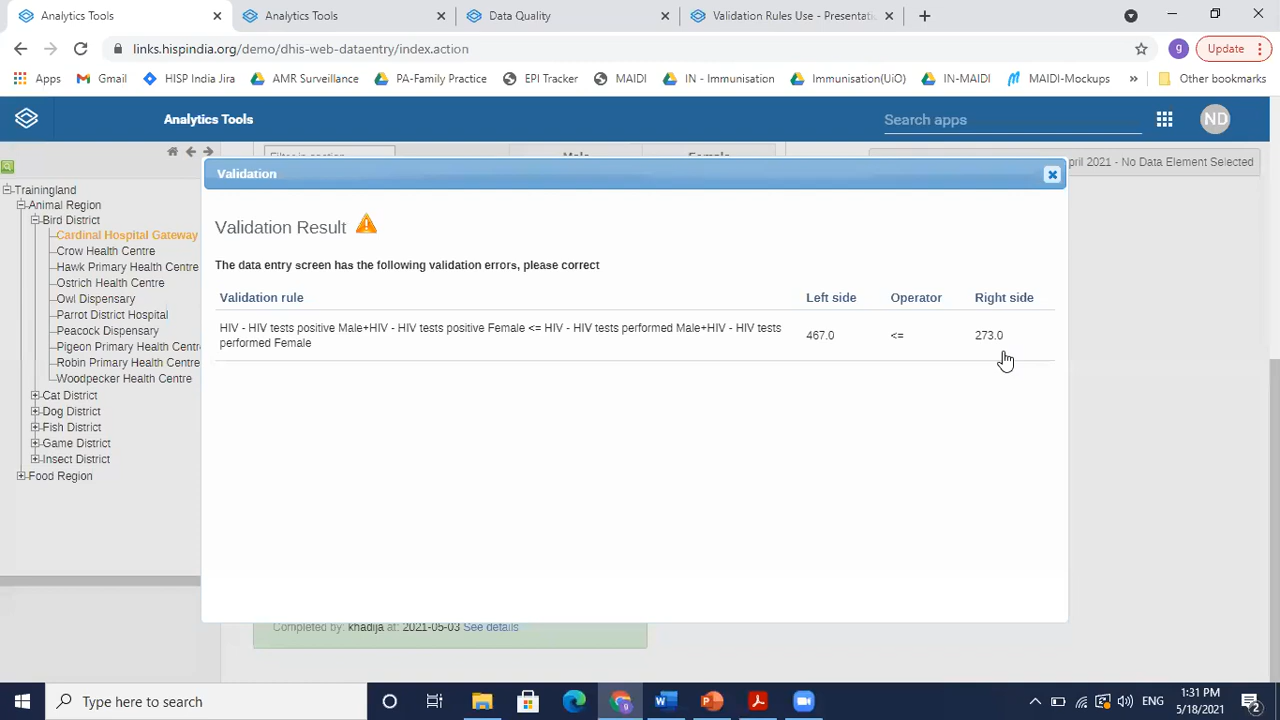 Analytics Tools
Analytics Tools
Data Quality
Validation Rules Use - Presentati
links.hispindia.org/demo/dhis-web-dataentry/index.action
g
Update
Apps
Gmail
HISP India Jira
AMR Surveillance
PA-Family Practice
EPI Tracker
MAIDI
IN - Immunisation
Immunisation(UiO)
IN-MAIDI
MAIDI-Mockups
»
Other bookmarks
Analytics Tools
Search apps
ND
Filter in section
Male
Female
pril 2021 - No Data Element Selected
Trainingland
Animal Region
Bird District
Cardinal Hospital Gateway
Crow Health Centre
Hawk Primary Health Centre
Ostrich Health Centre
Owl Dispensary
Parrot District Hospital
Peacock Dispensary
Pigeon Primary Health Centr
Robin Primary Health Centre
Woodpecker Health Centre
Cat District
Dog District
Fish District
Game District
Insect District
Food Region
Validation
Validation Result
The data entry screen has the following validation errors, please correct
Validation rule Left side Operator Right side
HIV - HIV tests positive Male+HIV - HIV tests positive Female <= HIV - HIV tests performed Male+HIV - HIV tests 467.0 <= 273.0
performed Female
Completed by: khadija at: 2021-05-03 See details
Type here to search
ENG
1:31 PM
5/18/2021
2